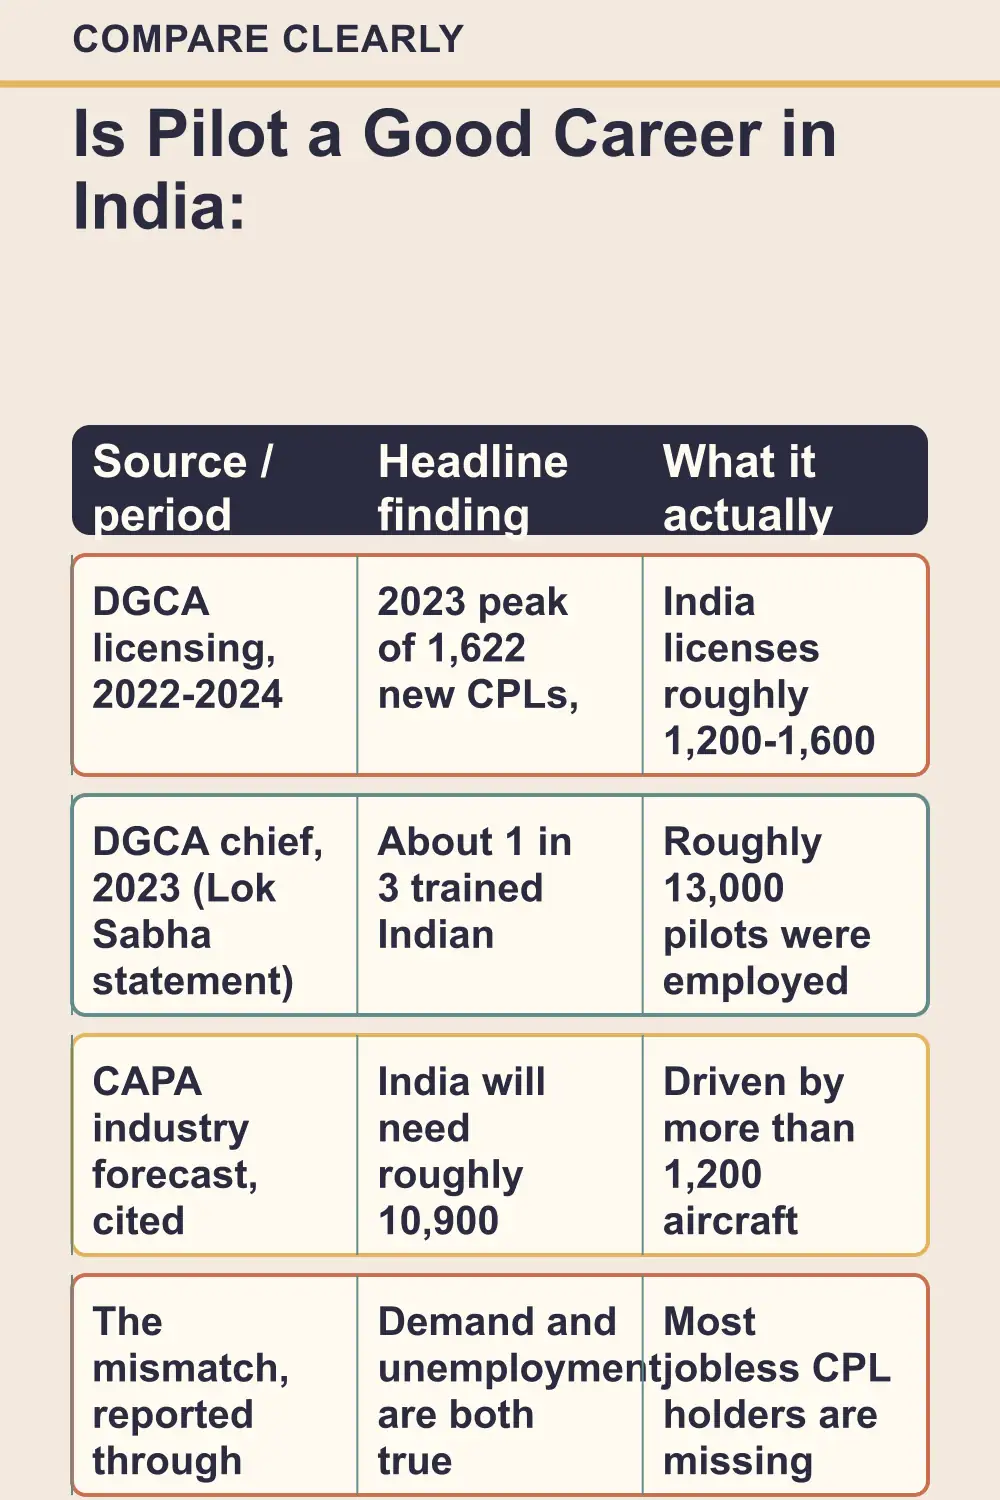 COMPARE CLEARLY
Is Pilot a Good Career in
India:
Source /
period
Headline
finding
What it
actually
DGCA
licensing,
2022-2024
2023 peak
of 1,622
new CPLs,
India
licenses
roughly
1,200-1,600
DGCA chief,
2023 (Lok
Sabha
statement)
About 1 in
3 trained
Indian
Roughly
13,000
pilots were
employed
CAPA
industry
forecast,
cited
India will
need
roughly
10,900
Driven by
more than
1,200
aircraft
The
mismatch,
reported
through
Demand and
unemployment
are both
true
Most
jobless CPL
holders are
missing